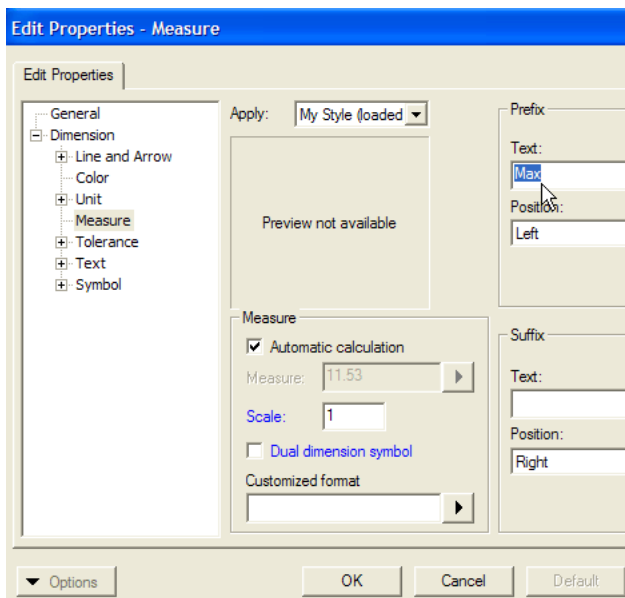 Edit Properties - Measure
Edit Properties
General
Dimension
Line and Arrow
Color
Unit
Measure
Tolerance
Text
Symbol
Apply: My Style (loaded
Preview not available
Measure
Automatic calculation
Measure: 11.53
Scale: 1
Dual dimension symbol
Customized format
Prefix
Text:
Max
Position:
Left
Suffix
Text:
Position:
Right
Options OK Cancel Default